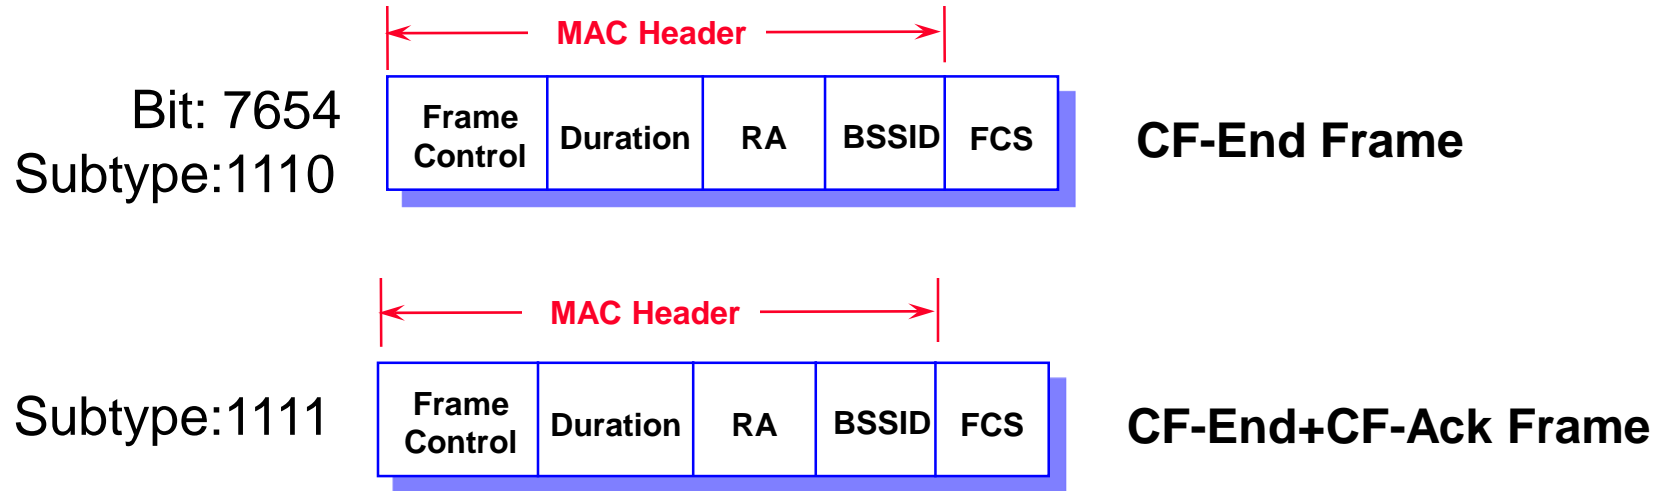 MAC Header
Bit: 7654
Subtype:1110
Frame Control
Duration
RA
BSSID
FCS
CF-End Frame
MAC Header
Subtype:1111
Frame Control
Duration
RA
BSSID
FCS
CF-End+CF-Ack Frame